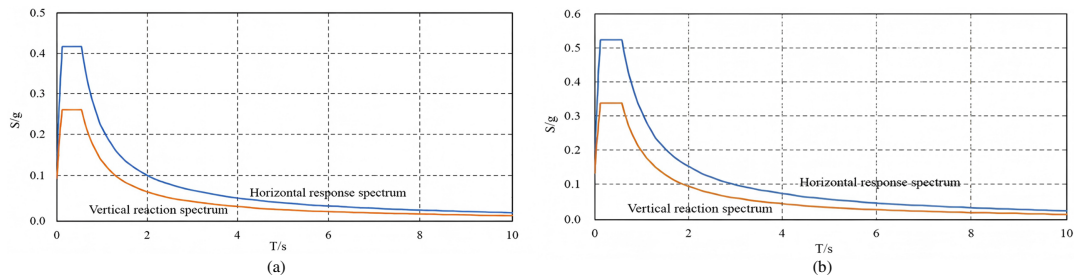 0.5
0.4
0.3
0.2
0.1
0.0
S/g
Horizontal response spectrum
Vertical reaction spectrum
0 2 4 6 8 10
T/s
(a)
0.6
0.5
0.4
0.3
0.2
0.1
0.0
S/g
Horizontal response spectrum
Vertical reaction spectrum
0 2 4 6 8 10
T/s
(b)